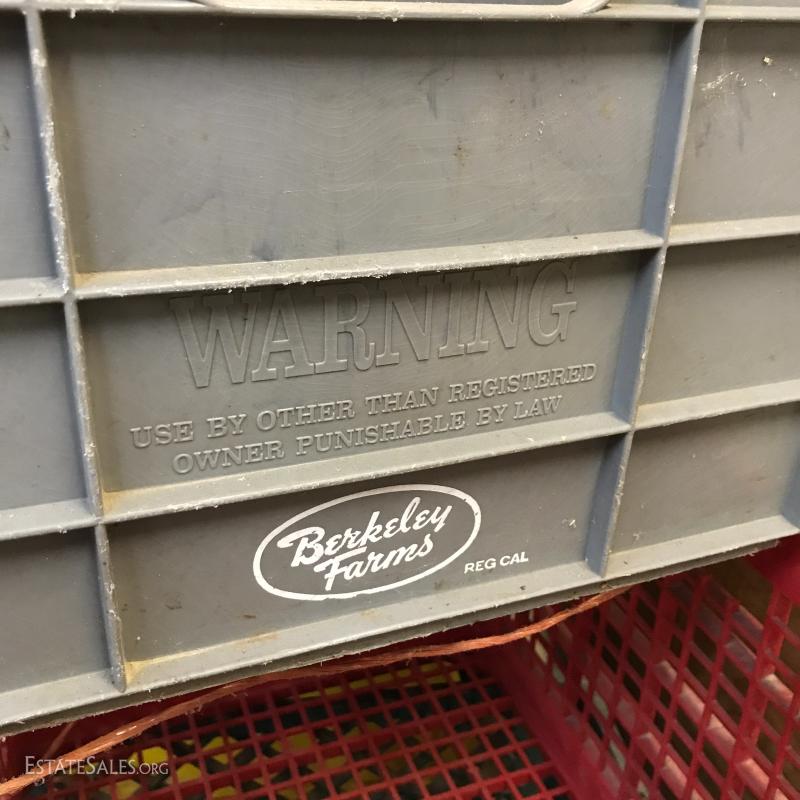 WARNING
USE BY OTHER THAN REGISTERED
OWNER PUNISHABLE BY LAW
Berkeley
Farms
REG CAL
ESTATESALES.ORG